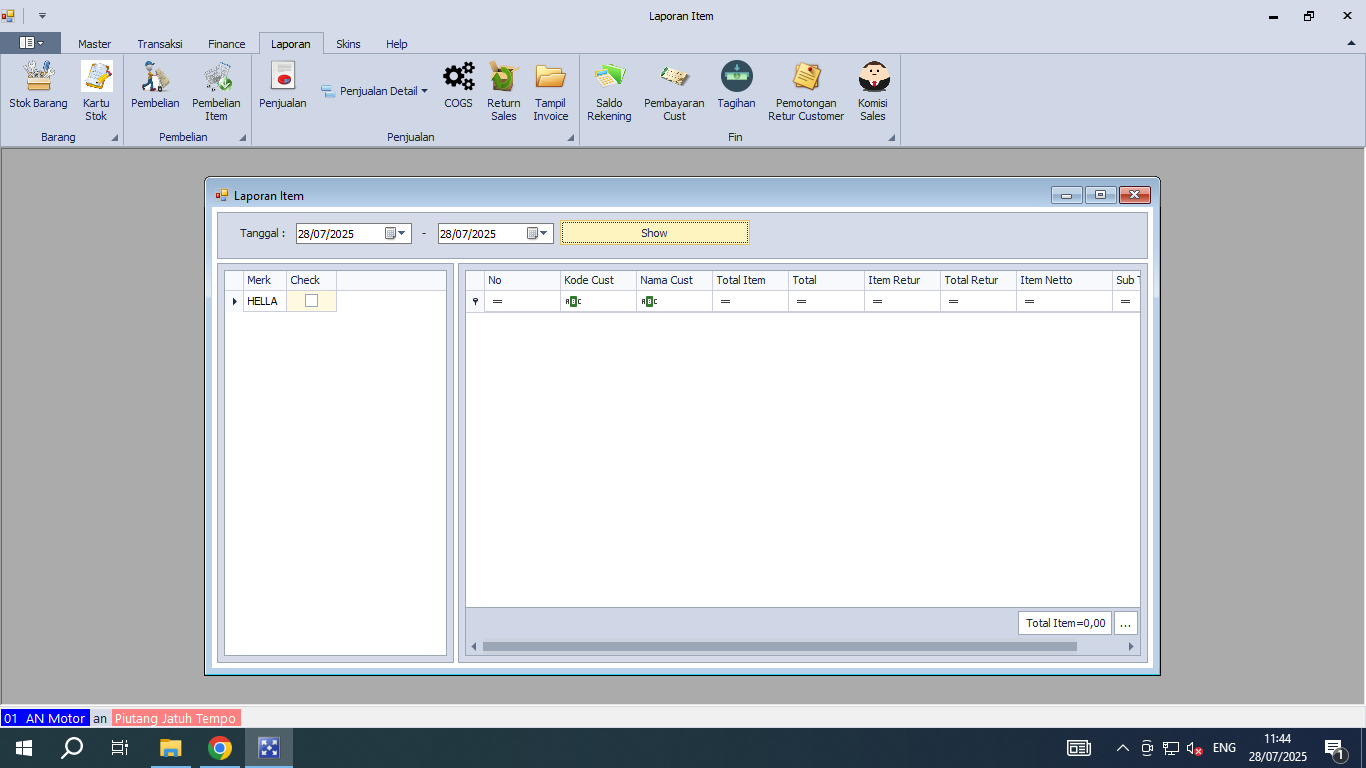 Laporan Item
Master Transaksi Finance Laporan Skins Help
Stok Barang
Kartu Stok
Barang
Pembelian
Pembelian Item
Pembelian
Penjualan
Penjualan Detail
COGS
Return Sales
Tampil Invoice
Penjualan
Saldo Rekening
Pembayaran Cust
Tagihan
Pemotongan Retur Customer
Komisi Sales
Fin
Laporan Item
Tanggal : 28/07/2025 - 28/07/2025 Show
Merk Check
HELLA
No Kode Cust Nama Cust Total Item Total Item Retur Total Retur Item Netto Sub T
= ABC ABC = = = = = =
Total Item=0,00 ...
01 AN Motor an Piutang Jatuh Tempo
ENG
11:44
28/07/2025
1